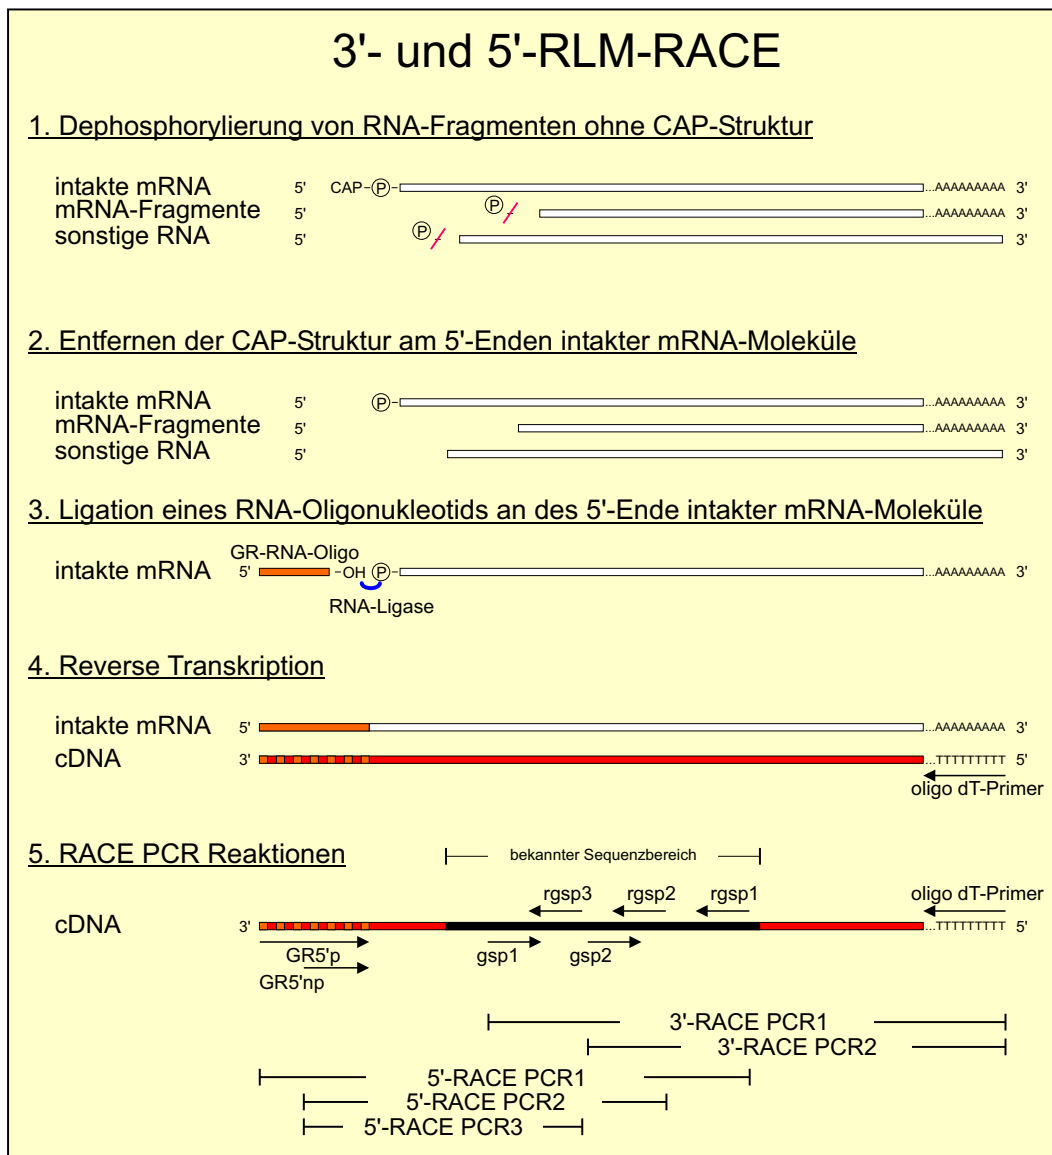 3'- und 5'-RLM-RACE
1. Dephosphorylierung von RNA-Fragmenten ohne CAP-Struktur
intakte mRNA 5' CAP-P- ...AAAAAAAAA 3'
mRNA-Fragmente 5' P ...AAAAAAAAA 3'
sonstige RNA 5' P 3'
2. Entfernen der CAP-Struktur am 5'-Enden intakter mRNA-Moleküle
intakte mRNA 5' P- ...AAAAAAAAA 3'
mRNA-Fragmente 5' ...AAAAAAAAA 3'
sonstige RNA 5' 3'
3. Ligation eines RNA-Oligonukleotids an des 5'-Ende intakter mRNA-Moleküle
GR-RNA-Oligo
intakte mRNA 5' -OH P- ...AAAAAAAAA 3'
RNA-Ligase
4. Reverse Transkription
intakte mRNA 5' ...AAAAAAAAA 3'
cDNA 3' ...TTTTTTTTT 5'
oligo dT-Primer
5. RACE PCR Reaktionen bekannter Sequenzbereich
rgsp3 rgsp2 rgsp1 oligo dT-Primer
cDNA 3' ...TTTTTTTTT 5'
GR5'p gsp1 gsp2
GR5'np
3'-RACE PCR1
3'-RACE PCR2
5'-RACE PCR1
5'-RACE PCR2
5'-RACE PCR3